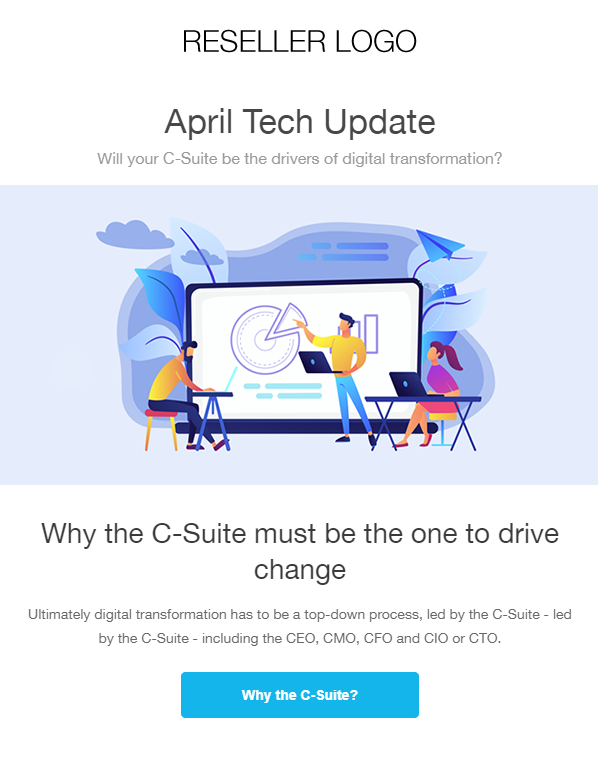 RESELLER LOGO
April Tech Update
Will your C-Suite be the drivers of digital transformation?
Why the C-Suite must be the one to drive
change
Ultimately digital transformation has to be a top-down process, led by the C-Suite - led
by the C-Suite - including the CEO, CMO, CFO and CIO or CTO.
Why the C-Suite?